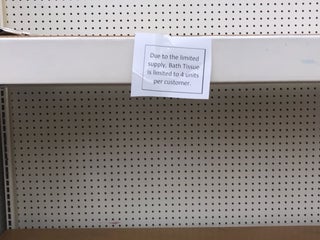 Due to the limited
supply, Bath Tissue
is limited to 4 units
per customer.